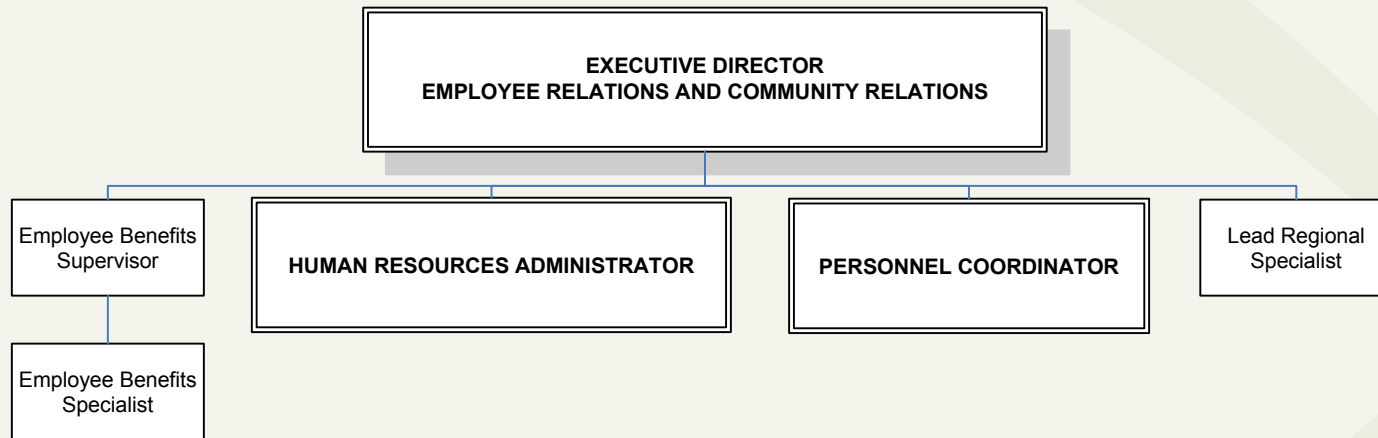 EXECUTIVE DIRECTOR
EMPLOYEE RELATIONS AND COMMUNITY RELATIONS
Employee Benefits
Supervisor
HUMAN RESOURCES ADMINISTRATOR
PERSONNEL COORDINATOR
Lead Regional
Specialist
Employee Benefits
Specialist